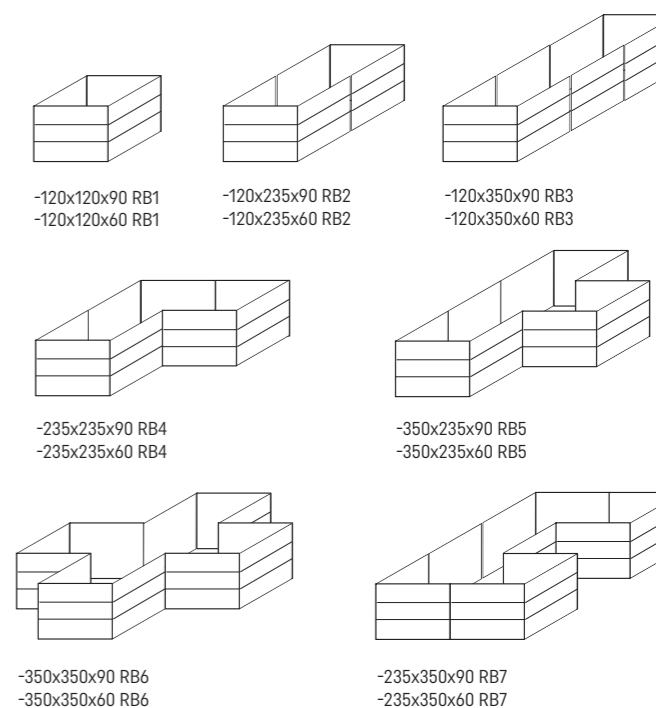 -120x120x90 RB1
-120x120x60 RB1
-120x235x90 RB2
-120x235x60 RB2
-120x350x90 RB3
-120x350x60 RB3
-235x235x90 RB4
-235x235x60 RB4
-350x235x90 RB5
-350x235x60 RB5
-350x350x90 RB6
-350x350x60 RB6
-235x350x90 RB7
-235x350x60 RB7